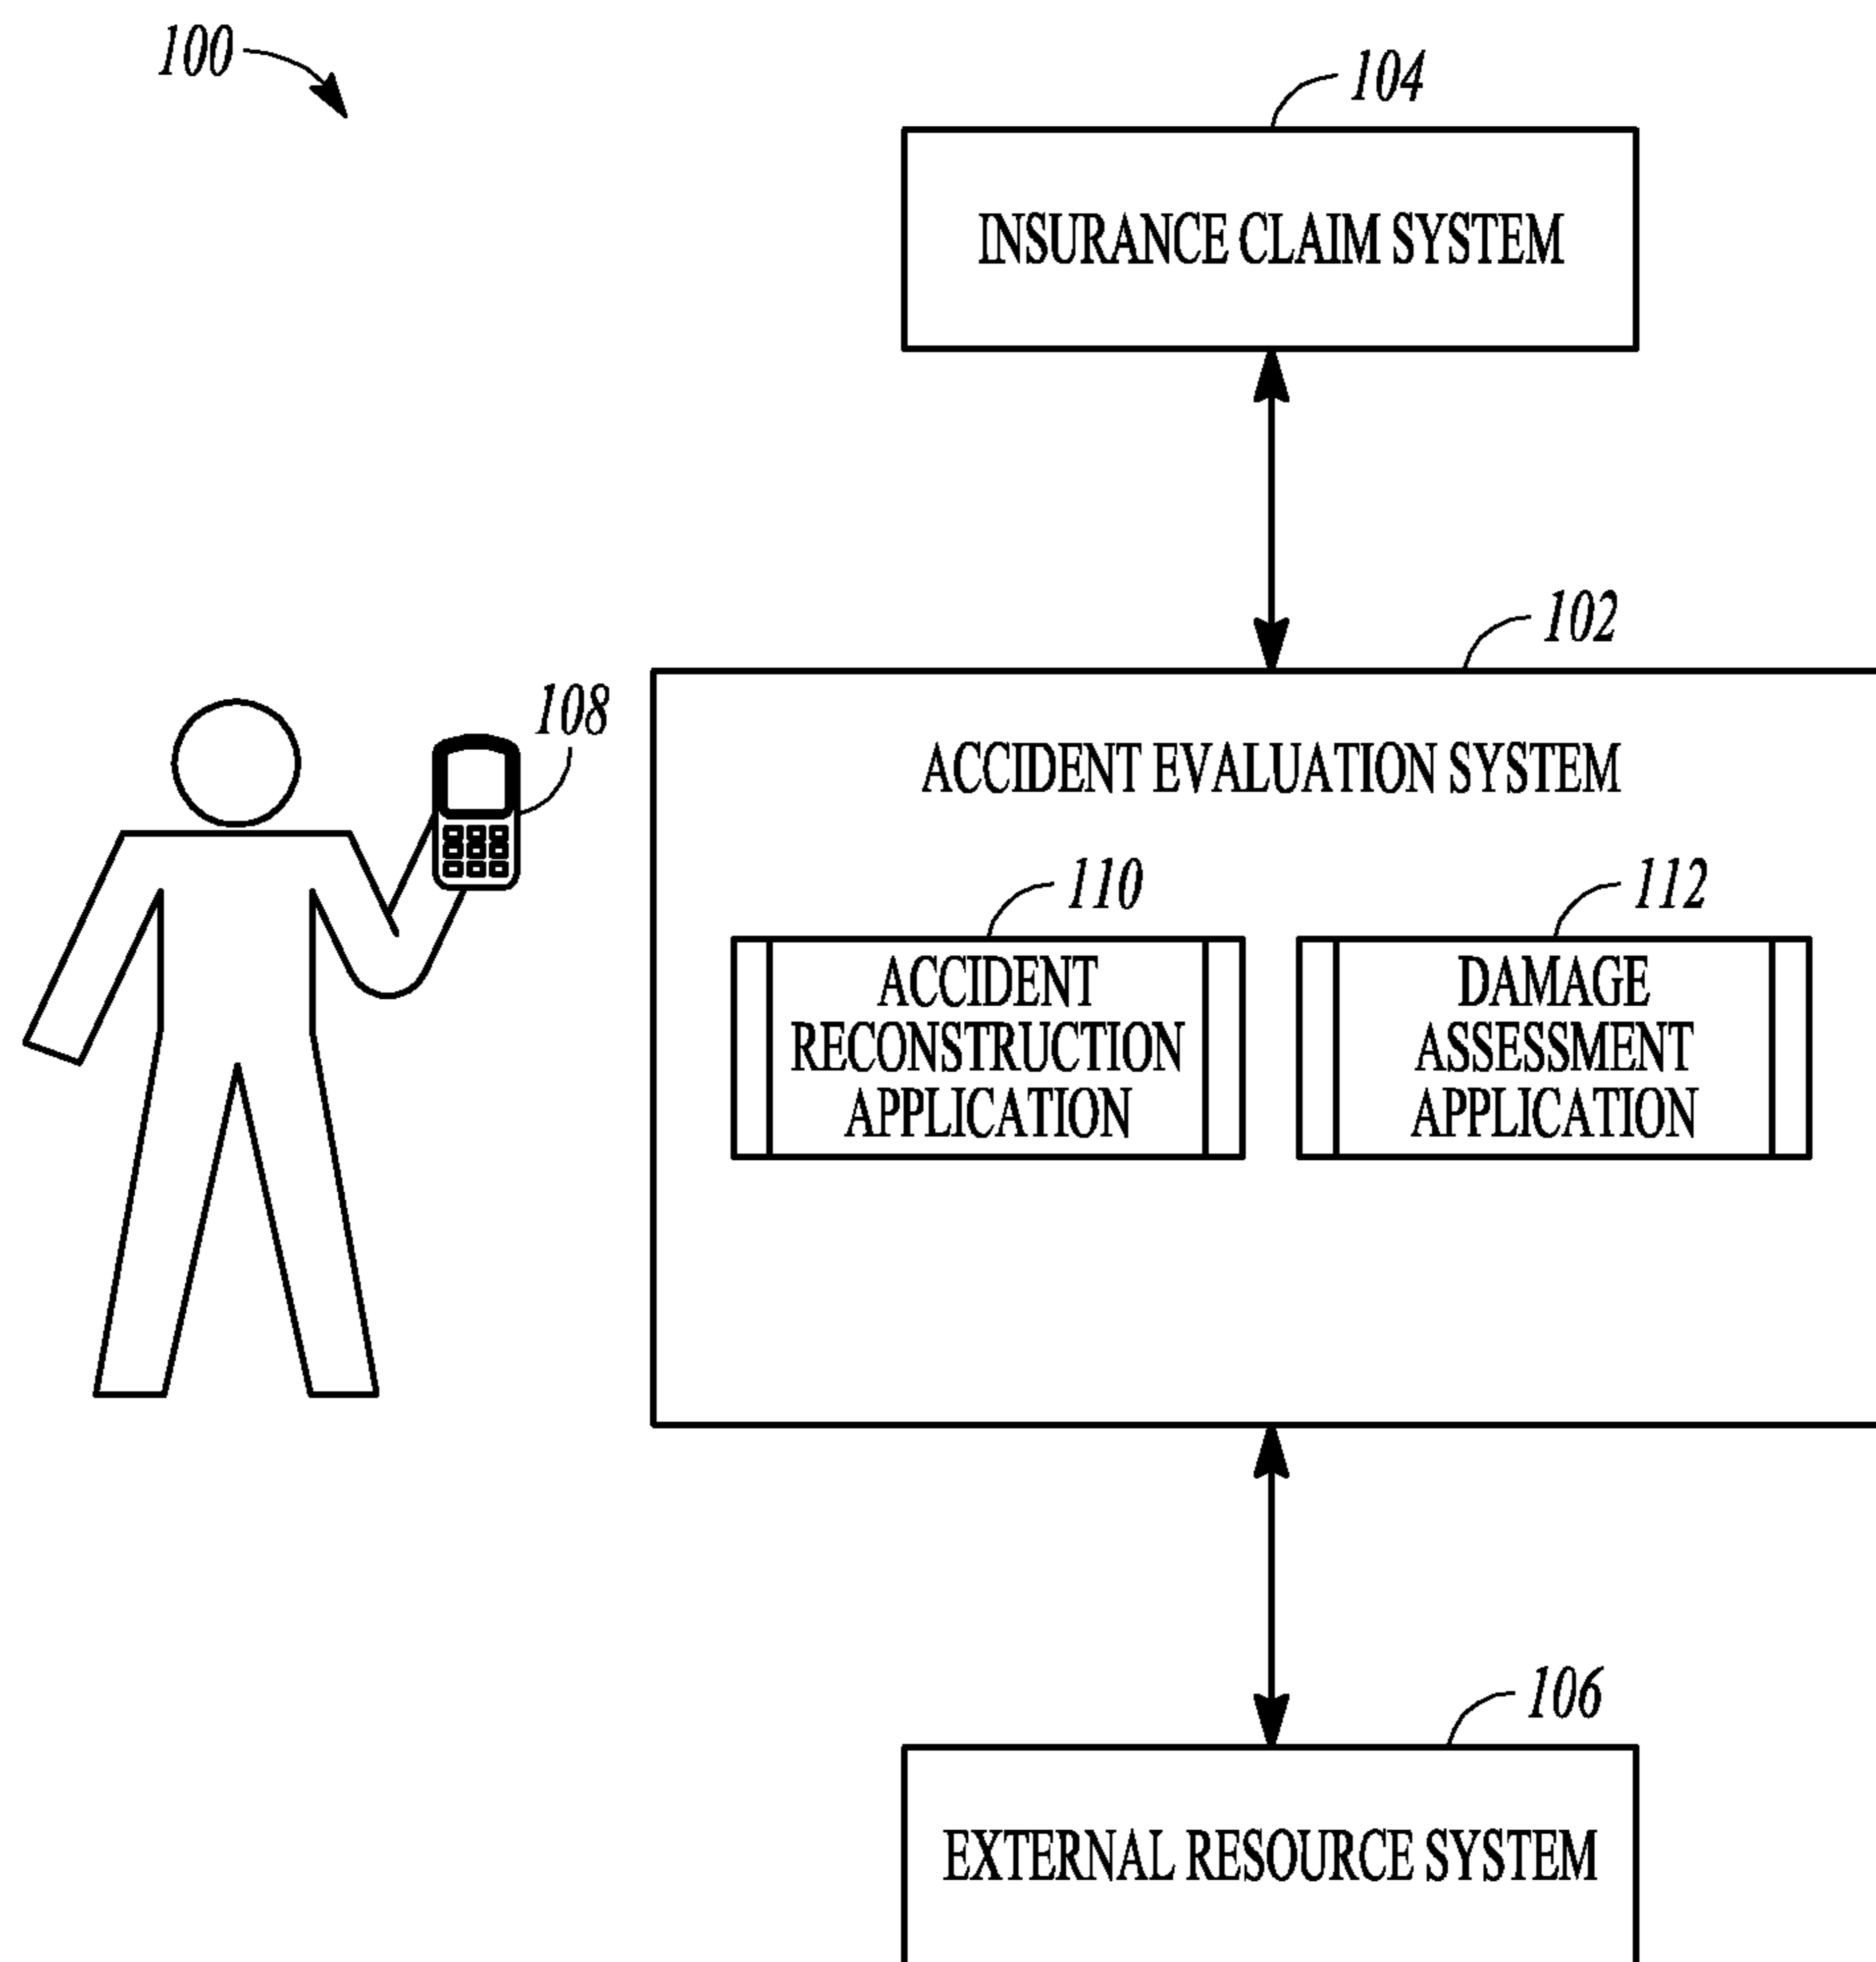 100
104
INSURANCE CLAIM SYSTEM
102
108
ACCIDENT EVALUATION SYSTEM
110
ACCIDENT
RECONSTRUCTION
APPLICATION
112
DAMAGE
ASSESSMENT
APPLICATION
106
EXTERNAL RESOURCE SYSTEM